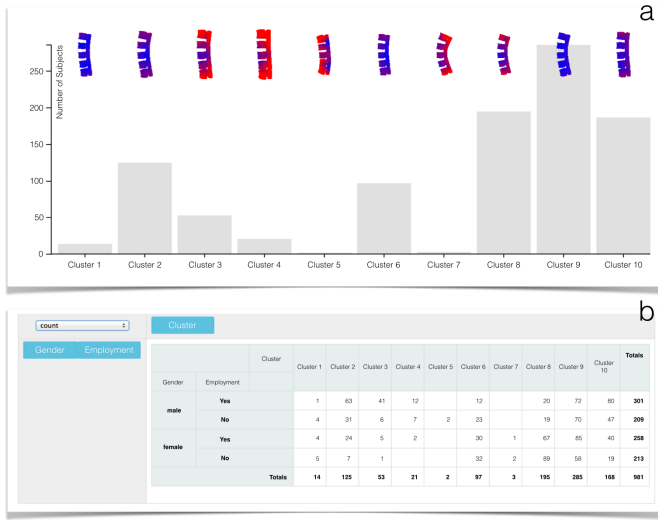 a
Number of Subjects
250
200
150
100
50
0
Cluster 1 Cluster 2 Cluster 3 Cluster 4 Cluster 5 Cluster 6 Cluster 7 Cluster 8 Cluster 9 Cluster 10
b
count Cluster
Gender Employment
Cluster Cluster 1 Cluster 2 Cluster 3 Cluster 4 Cluster 5 Cluster 6 Cluster 7 Cluster 8 Cluster 9 Cluster 10 Totals
Gender Employment
male Yes 1 63 41 12 12 20 72 80 301
No 4 31 6 7 2 23 19 70 47 209
female Yes 4 24 5 2 30 1 67 85 40 258
No 5 7 1 32 2 89 58 19 213
Totals 14 125 53 21 2 97 3 195 285 168 981